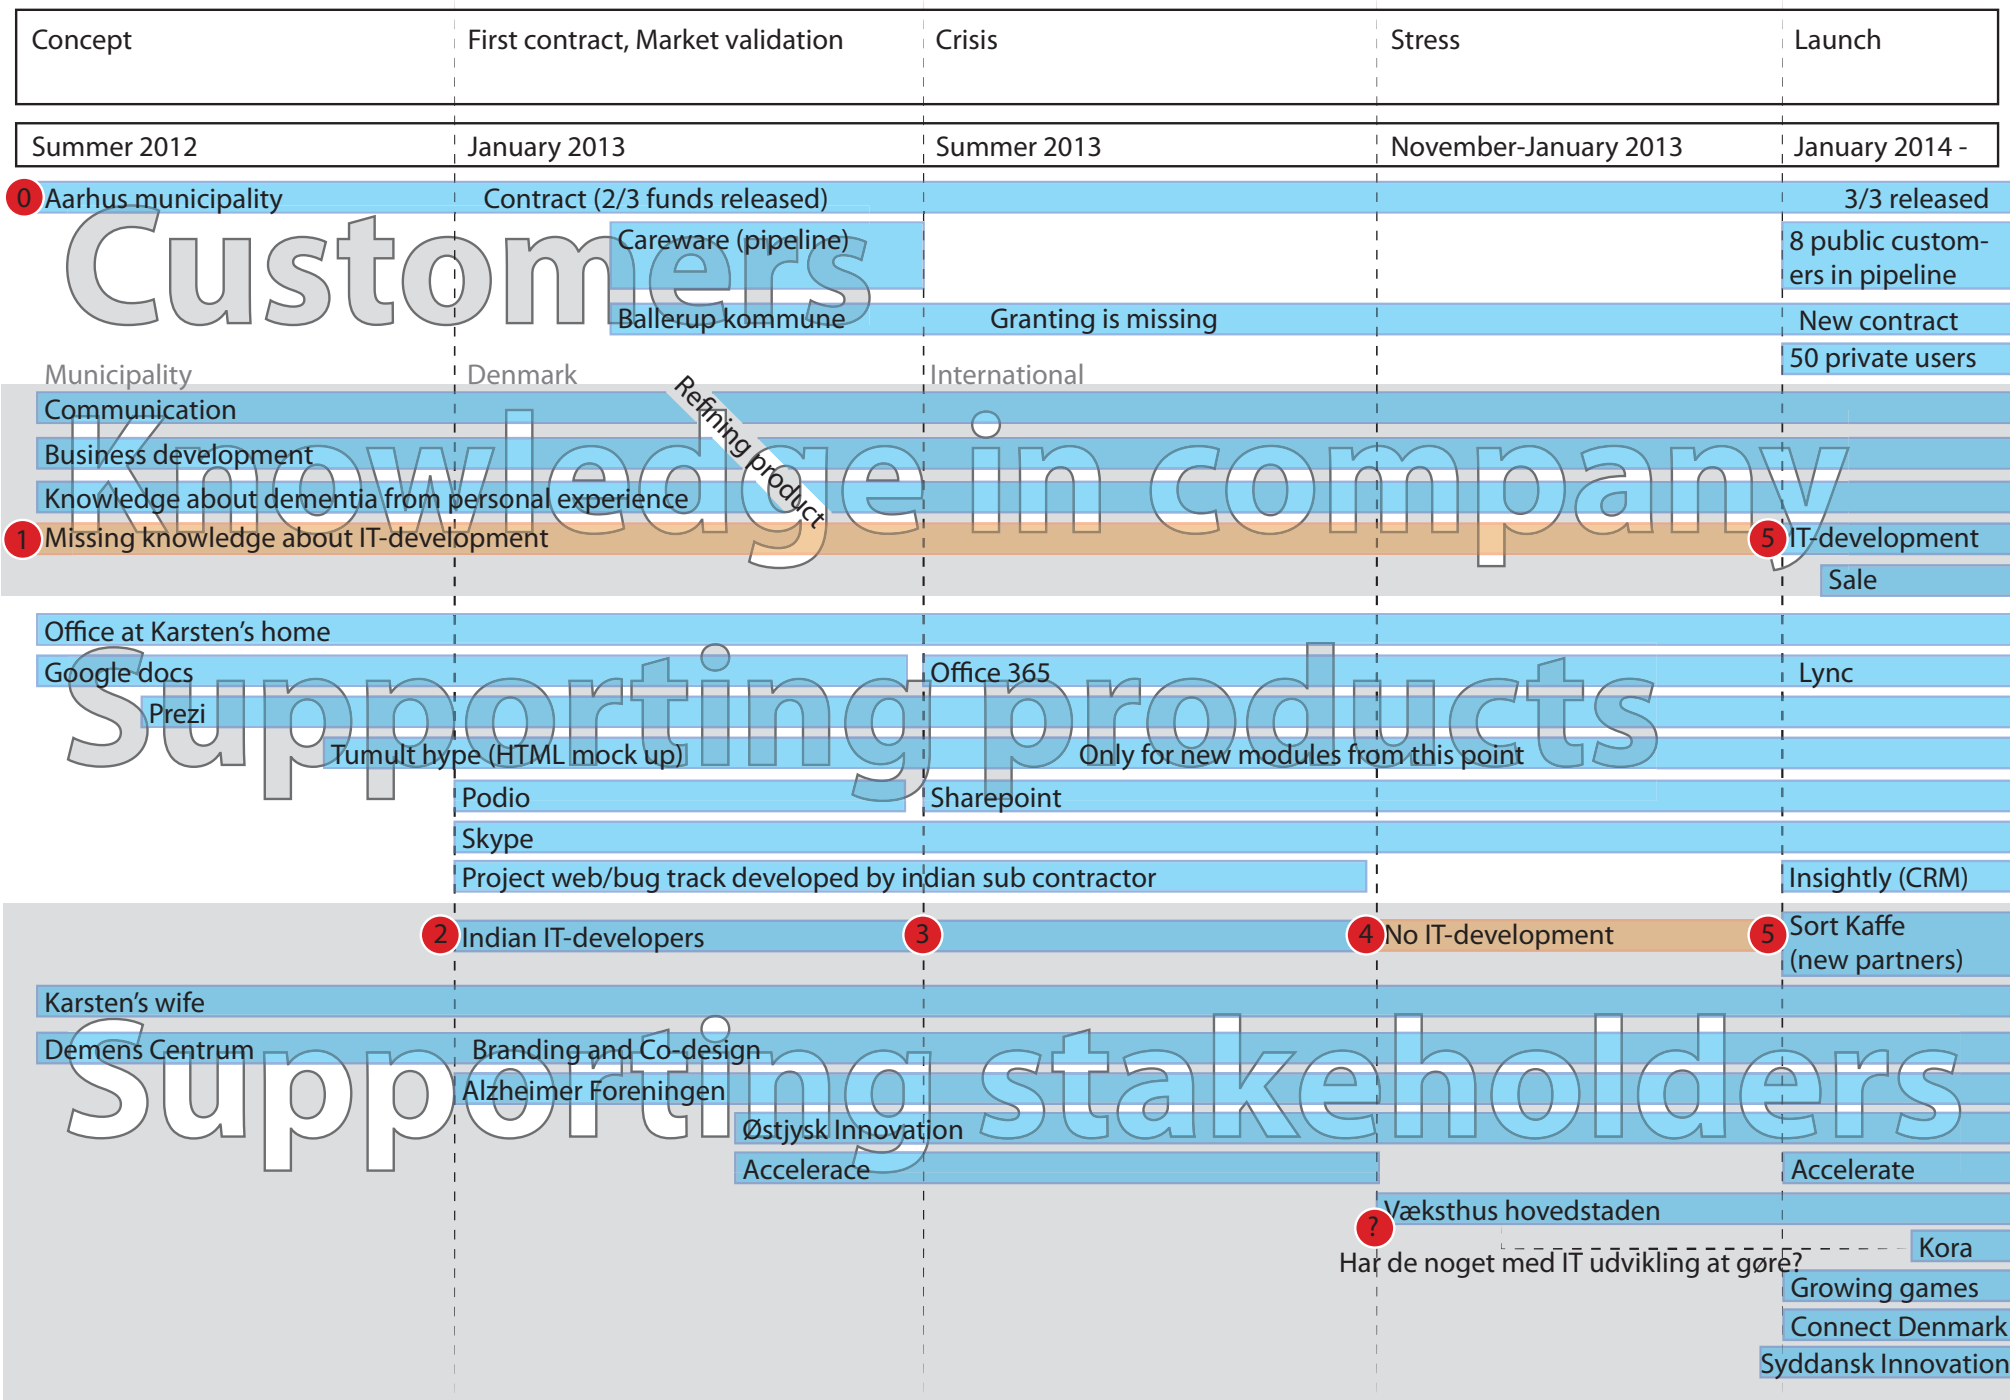 Concept
First contract, Market validation
Crisis
Stress
Launch
Summer 2012
January 2013
Summer 2013
November-January 2013
January 2014 -
Customers
0 Aarhus municipality
Contract (2/3 funds released)
3/3 released
Careware (pipeline)
8 public custom-
ers in pipeline
Ballerup kommune
Granting is missing
New contract
50 private users
Municipality
Denmark
International
Refining product
Knowledge in company
Communication
Business development
Knowledge about dementia from personal experience
1 Missing knowledge about IT-development
5 IT-development
Sale
Supporting products
Office at Karsten's home
Google docs
Office 365
Lync
Prezi
Tumult hype (HTML mock up)
Only for new modules from this point
Podio
Sharepoint
Skype
Project web/bug track developed by indian sub contractor
Insightly (CRM)
Supporting stakeholders
2 Indian IT-developers
3
4 No IT-development
5 Sort Kaffe
(new partners)
Karsten's wife
Demens Centrum
Branding and Co-design
Alzheimer Foreningen
Østjysk Innovation
Accelerace
Accelerate
Væksthus hovedstaden
?
Har de noget med IT udvikling at gøre?
Kora
Growing games
Connect Denmark
Syddansk Innovation